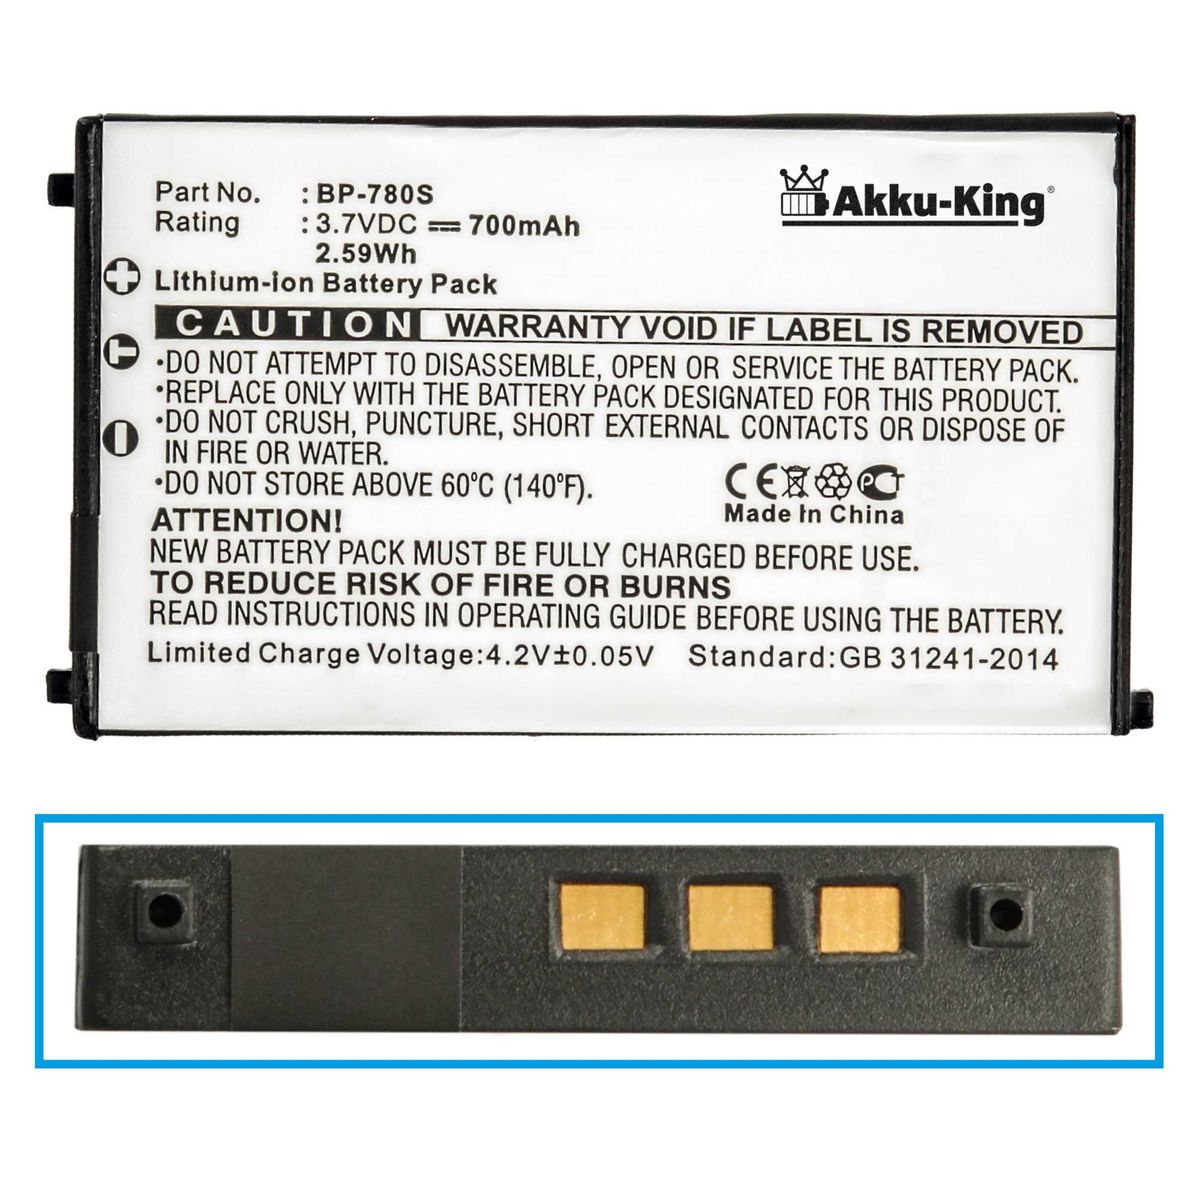 Akku-King®
Part No. : BP-780S
Rating : 3.7VDC ⎓ 700mAh
2.59Wh
Lithium-ion Battery Pack
CAUTION WARRANTY VOID IF LABEL IS REMOVED
•DO NOT ATTEMPT TO DISASSEMBLE, OPEN OR SERVICE THE BATTERY PACK.
•REPLACE ONLY WITH THE BATTERY PACK DESIGNATED FOR THIS PRODUCT.
•DO NOT CRUSH, PUNCTURE, SHORT EXTERNAL CONTACTS OR DISPOSE OF
IN FIRE OR WATER.
•DO NOT STORE ABOVE 60°C (140°F).
CE PCT
Made In China
ATTENTION!
NEW BATTERY PACK MUST BE FULLY CHARGED BEFORE USE.
TO REDUCE RISK OF FIRE OR BURNS
READ INSTRUCTIONS IN OPERATING GUIDE BEFORE USING THE BATTERY.
Limited Charge Voltage:4.2V±0.05V Standard:GB 31241-2014
+
T
−